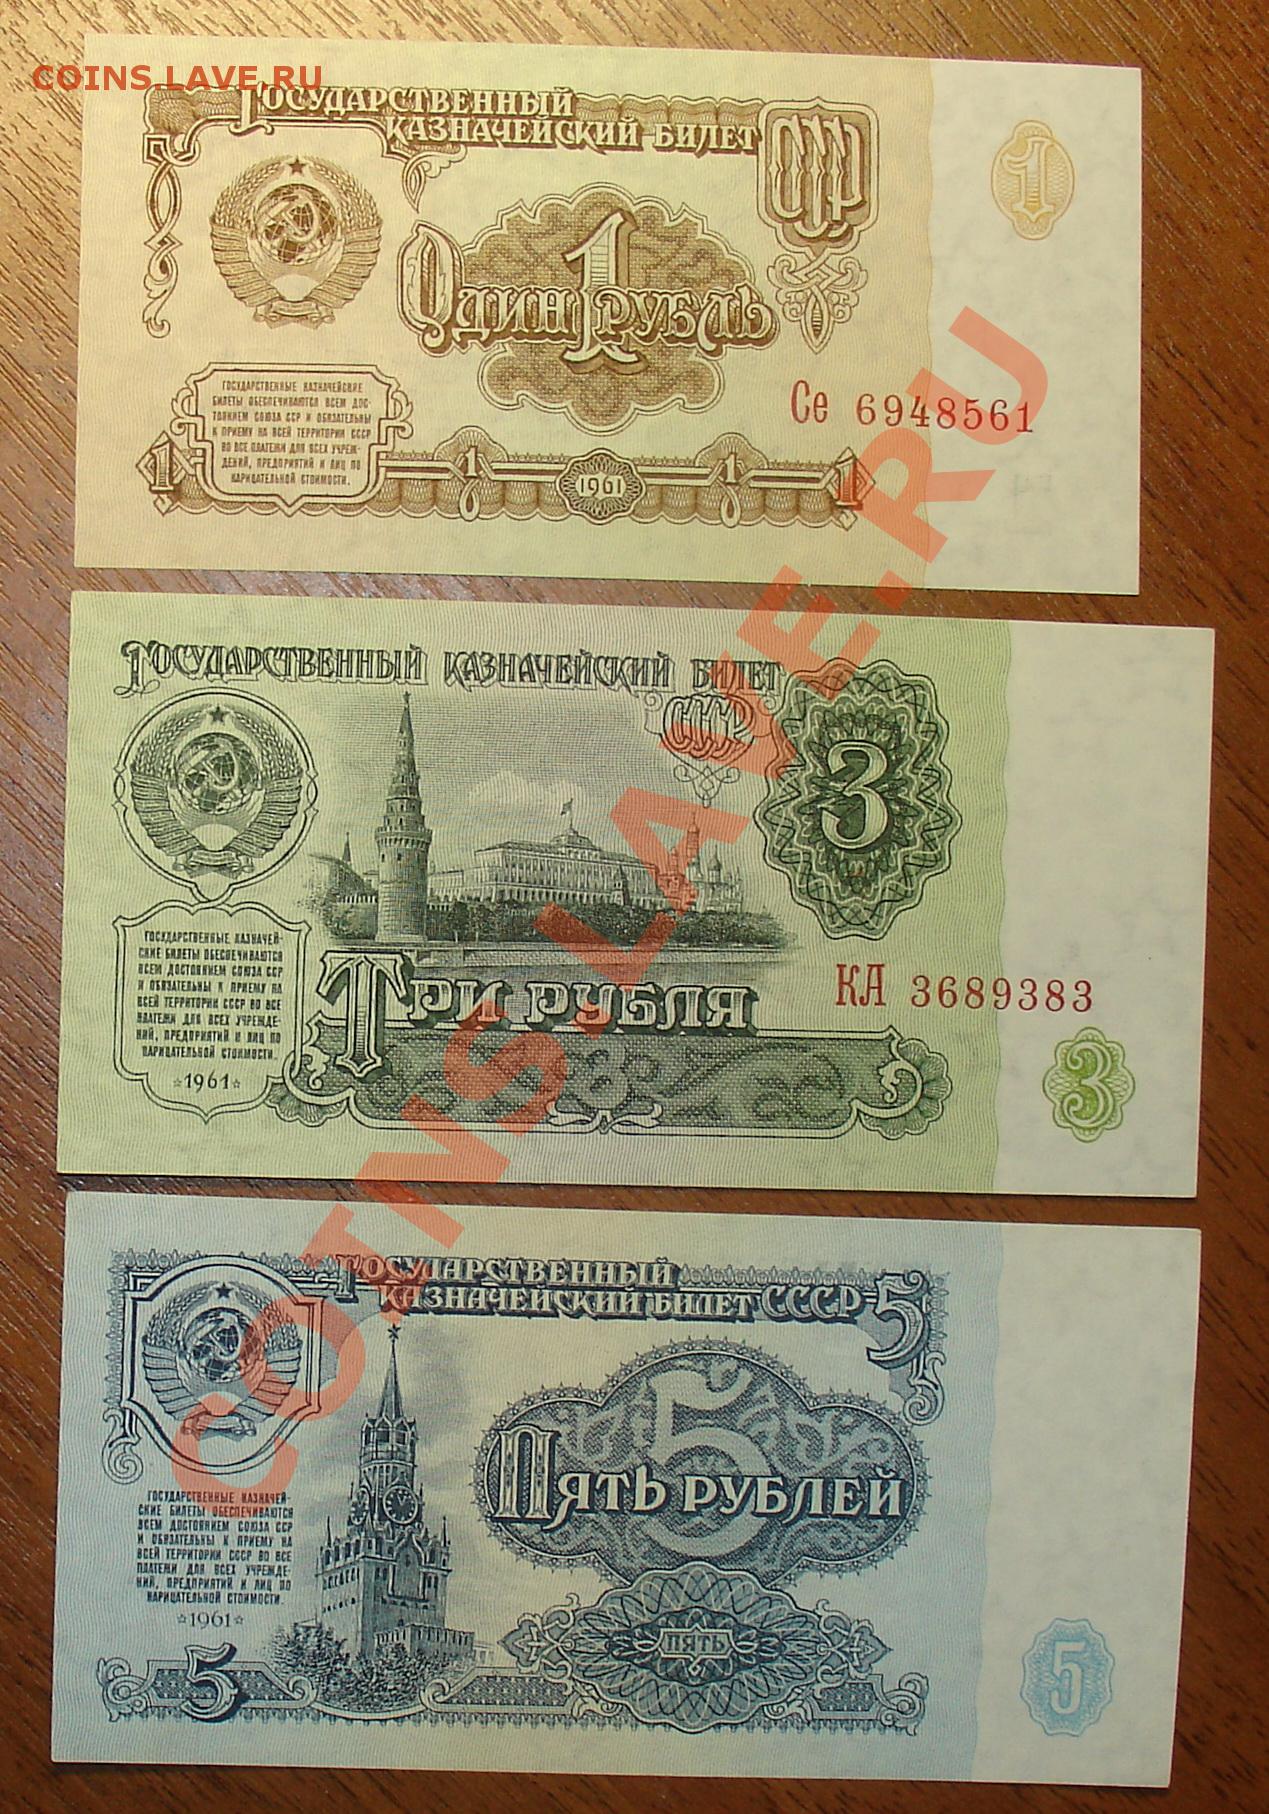 COINS.LAVE.RU
ГОСУДАРСТВЕННЫЙ
КАЗНАЧЕЙСКИЙ БИЛЕТ
СССР
1
1
ОДИН РУБЛЬ
ГОСУДАРСТВЕННЫЕ КАЗНАЧЕЙСКИЕ
БИЛЕТЫ ОБЕСПЕЧИВАЮТСЯ ВСЕМ ДОС-
ТОЯНИЕМ СОЮЗА ССР И ОБЯЗАТЕЛЬНЫ
К ПРИЕМУ НА ВСЕЙ ТЕРРИТОРИИ СССР
ВО ВСЕ ПЛАТЕЖИ ДЛЯ ВСЕХ УЧРЕЖ-
ДЕНИЙ, ПРЕДПРИЯТИЙ И ЛИЦ ПО
НАРИЦАТЕЛЬНОЙ СТОИМОСТИ.
Се 6948561
1 1 1961 1 1
ГОСУДАРСТВЕННЫЙ КАЗНАЧЕЙСКИЙ БИЛЕТ
СССР
3
ГОСУДАРСТВЕННЫЕ КАЗНАЧЕЙ-
СКИЕ БИЛЕТЫ ОБЕСПЕЧИВАЮТСЯ
ВСЕМ ДОСТОЯНИЕМ СОЮЗА ССР
И ОБЯЗАТЕЛЬНЫ К ПРИЕМУ НА
ВСЕЙ ТЕРРИТОРИИ СССР ВО ВСЕ
ПЛАТЕЖИ ДЛЯ ВСЕХ УЧРЕЖДЕ-
НИЙ, ПРЕДПРИЯТИЙ И ЛИЦ ПО
НАРИЦАТЕЛЬНОЙ СТОИМОСТИ.
☆1961☆
ТРИ РУБЛЯ
КА 3689383
3
3
ГОСУДАРСТВЕННЫЙ
КАЗНАЧЕЙСКИЙ БИЛЕТ СССР
5
5
ПЯТЬ РУБЛЕЙ
ГОСУДАРСТВЕННЫЕ КАЗНАЧЕЙ-
СКИЕ БИЛЕТЫ ОБЕСПЕЧИВАЮТСЯ
ВСЕМ ДОСТОЯНИЕМ СОЮЗА ССР
И ОБЯЗАТЕЛЬНЫ К ПРИЕМУ НА
ВСЕЙ ТЕРРИТОРИИ СССР ВО ВСЕ
ПЛАТЕЖИ ДЛЯ ВСЕХ УЧРЕЖДЕ-
НИЙ, ПРЕДПРИЯТИЙ И ЛИЦ ПО
НАРИЦАТЕЛЬНОЙ СТОИМОСТИ.
☆1961☆
5
ПЯТЬ
5
COINS.LAVE.RU